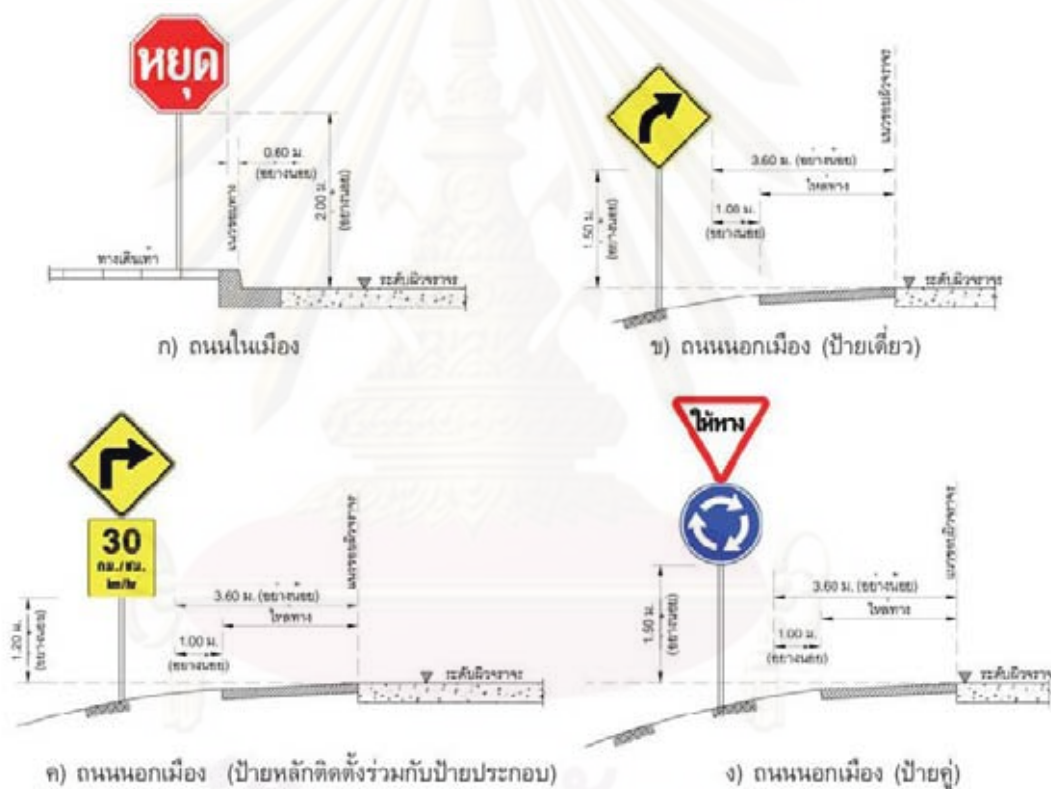 หยุด
0.60 ม.
(อย่างน้อย)
2.00 ม.
(อย่างน้อย)
แนวขอบทาง
ทางเดินเท้า
ระดับผิวจราจร
ก) ถนนในเมือง
แนวขอบผิวจราจร
3.60 ม. (อย่างน้อย)
ไหล่ทาง
1.00 ม.
(อย่างน้อย)
1.50 ม.
(อย่างน้อย)
ระดับผิวจราจร
ข) ถนนนอกเมือง (ป้ายเดี่ยว)
30
กม./ชม.
km/hr
แนวขอบผิวจราจร
3.60 ม. (อย่างน้อย)
ไหล่ทาง
1.00 ม.
(อย่างน้อย)
1.20 ม.
(อย่างน้อย)
ระดับผิวจราจร
ค) ถนนนอกเมือง (ป้ายหลักติดตั้งร่วมกับป้ายประกอบ)
ให้ทาง
แนวขอบผิวจราจร
3.60 ม. (อย่างน้อย)
ไหล่ทาง
1.00 ม.
(อย่างน้อย)
1.50 ม.
(อย่างน้อย)
ระดับผิวจราจร
ง) ถนนนอกเมือง (ป้ายคู่)